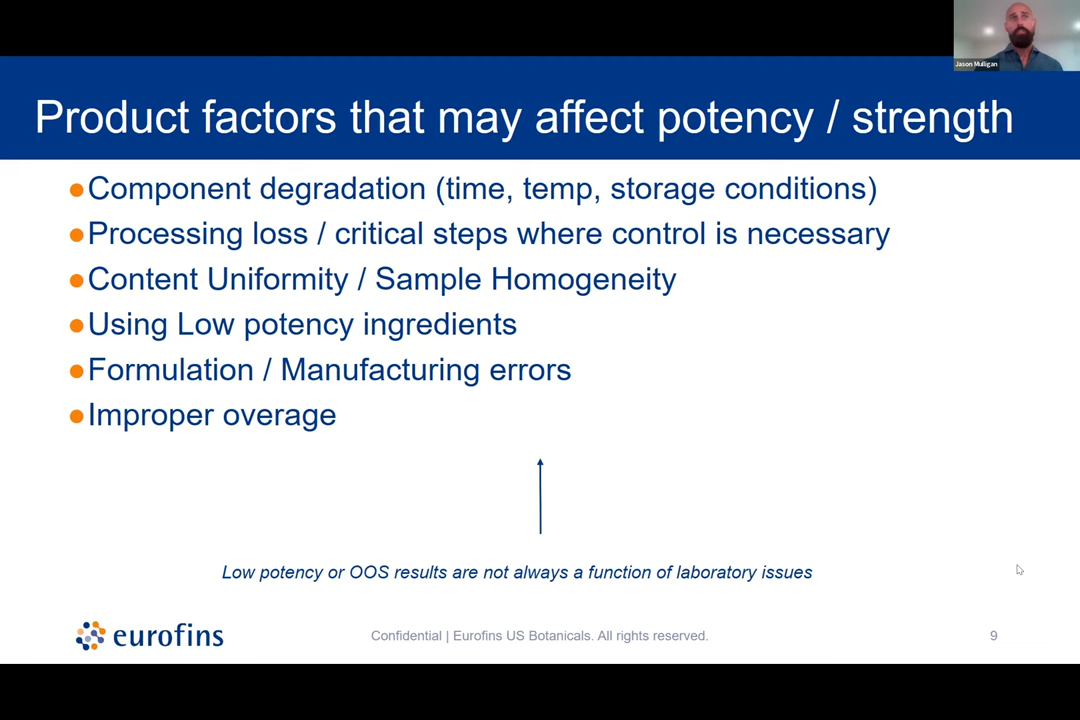 Jason Mulligan
Product factors that may affect potency / strength
●Component degradation (time, temp, storage conditions)
●Processing loss / critical steps where control is necessary
●Content Uniformity / Sample Homogeneity
●Using Low potency ingredients
●Formulation / Manufacturing errors
●Improper overage
Low potency or OOS results are not always a function of laboratory issues
eurofins
Confidential | Eurofins US Botanicals. All rights reserved.
9